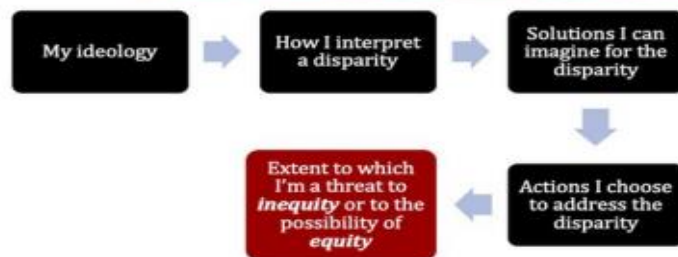 My ideology
How I interpret
a disparity
Solutions I can
imagine for the
disparity
Actions I choose
to address the
disparity
Extent to which
I'm a threat to
inequity or to the
possibility of
equity